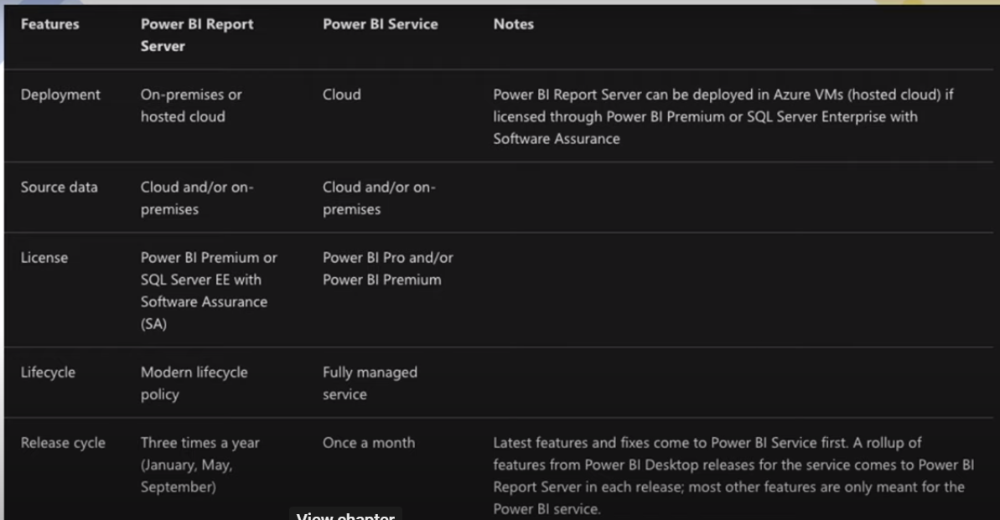 Features
Power BI Report
Server
Power BI Service
Notes
Deployment
On-premises or
hosted cloud
Cloud
Power BI Report Server can be deployed in Azure VMs (hosted cloud) if
licensed through Power BI Premium or SQL Server Enterprise with
Software Assurance
Source data
Cloud and/or on-
premises
Cloud and/or on-
premises
License
Power BI Premium or
SQL Server EE with
Software Assurance
(SA)
Power BI Pro and/or
Power BI Premium
Lifecycle
Modern lifecycle
policy
Fully managed
service
Release cycle
Three times a year
(January, May,
September)
Once a month
Latest features and fixes come to Power BI Service first. A rollup of
features from Power BI Desktop releases for the service comes to Power BI
Report Server in each release; most other features are only meant for the
Power BI service.
View chapter